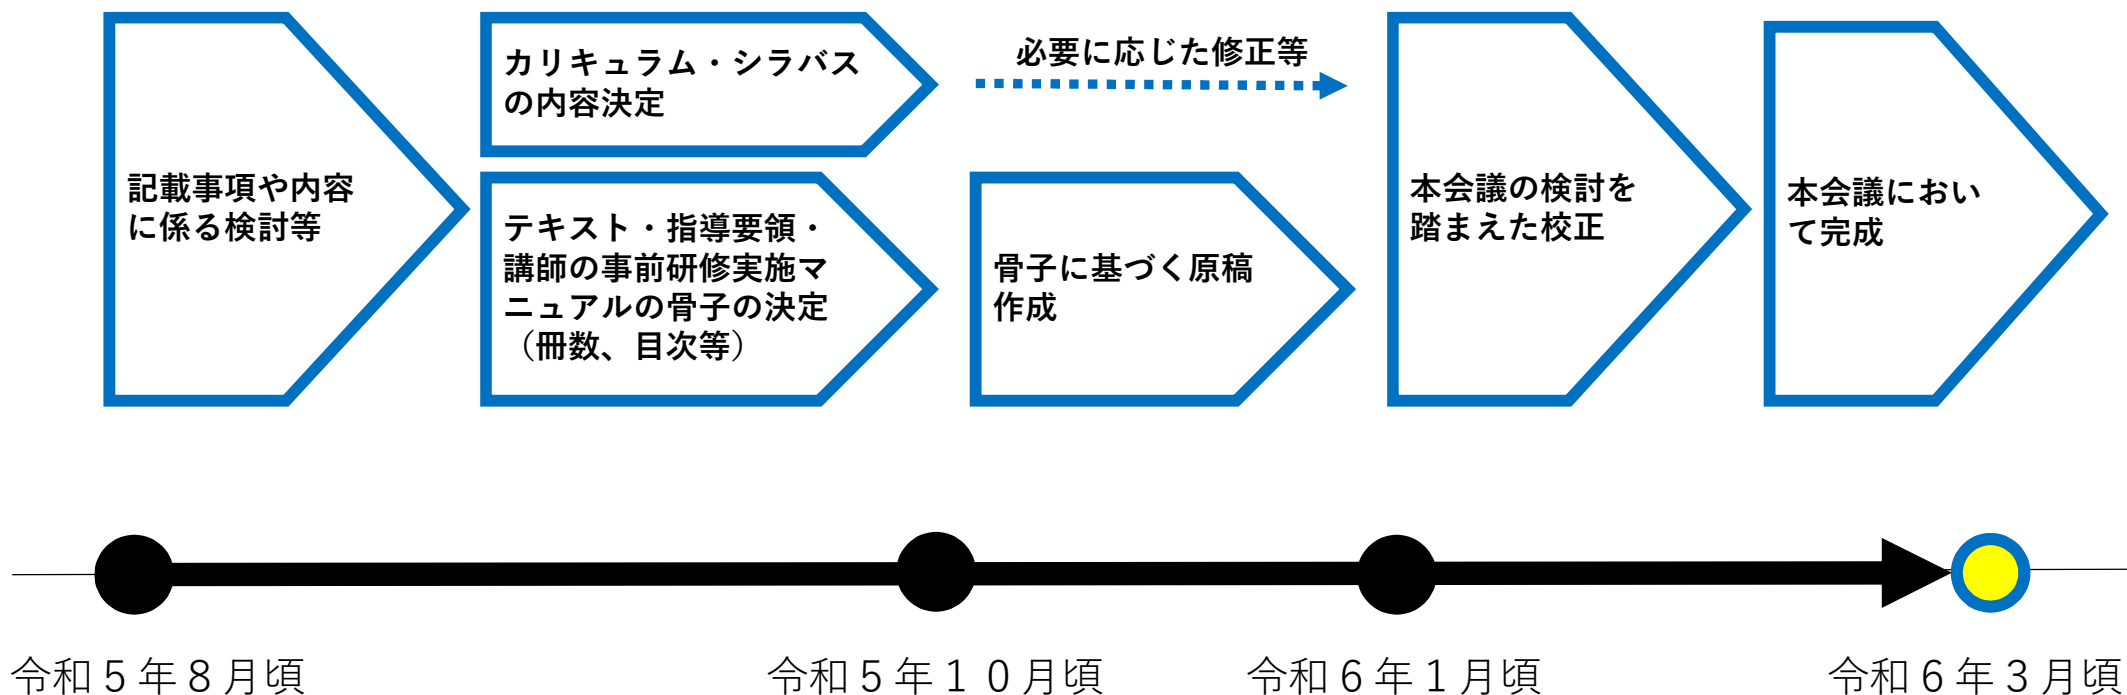 記載事項や内容
に係る検討等
カリキュラム・シラバス
の内容決定
テキスト・指導要領・
講師の事前研修実施マ
ニュアルの骨子の決定
（冊数、目次等）
必要に応じた修正等
骨子に基づく原稿
作成
本会議の検討を
踏まえた校正
本会議におい
て完成
令和５年８月頃
令和５年１０月頃
令和６年１月頃
令和６年３月頃